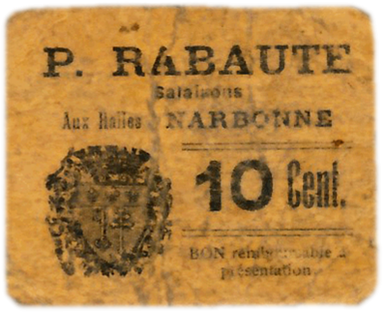 P. RABAUTE
Salaisons
Aux Halles NARBONNE
10 Cent.
BON remboursable à
présentation